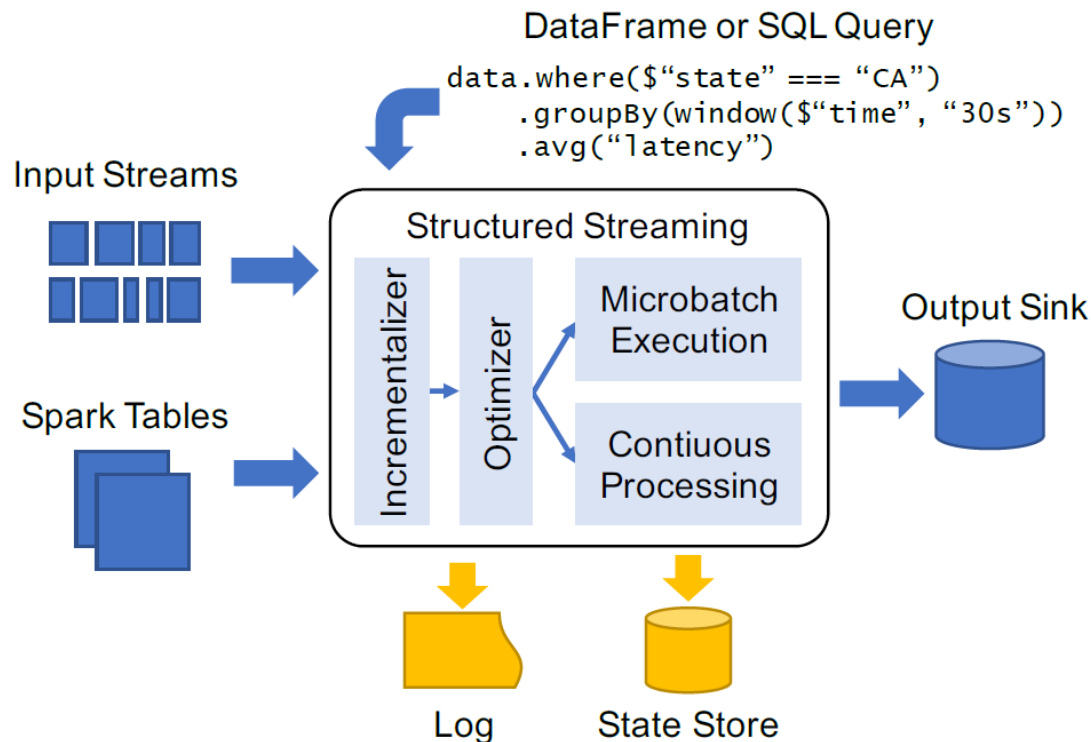 DataFrame or SQL Query
data.where($“state” === “CA”)
.groupBy(window($“time”, “30s”))
.avg(“latency”)
Input Streams
Structured Streaming
Incrementalizer
Optimizer
Microbatch
Execution
Contiuous
Processing
Output Sink
Spark Tables
Log
State Store